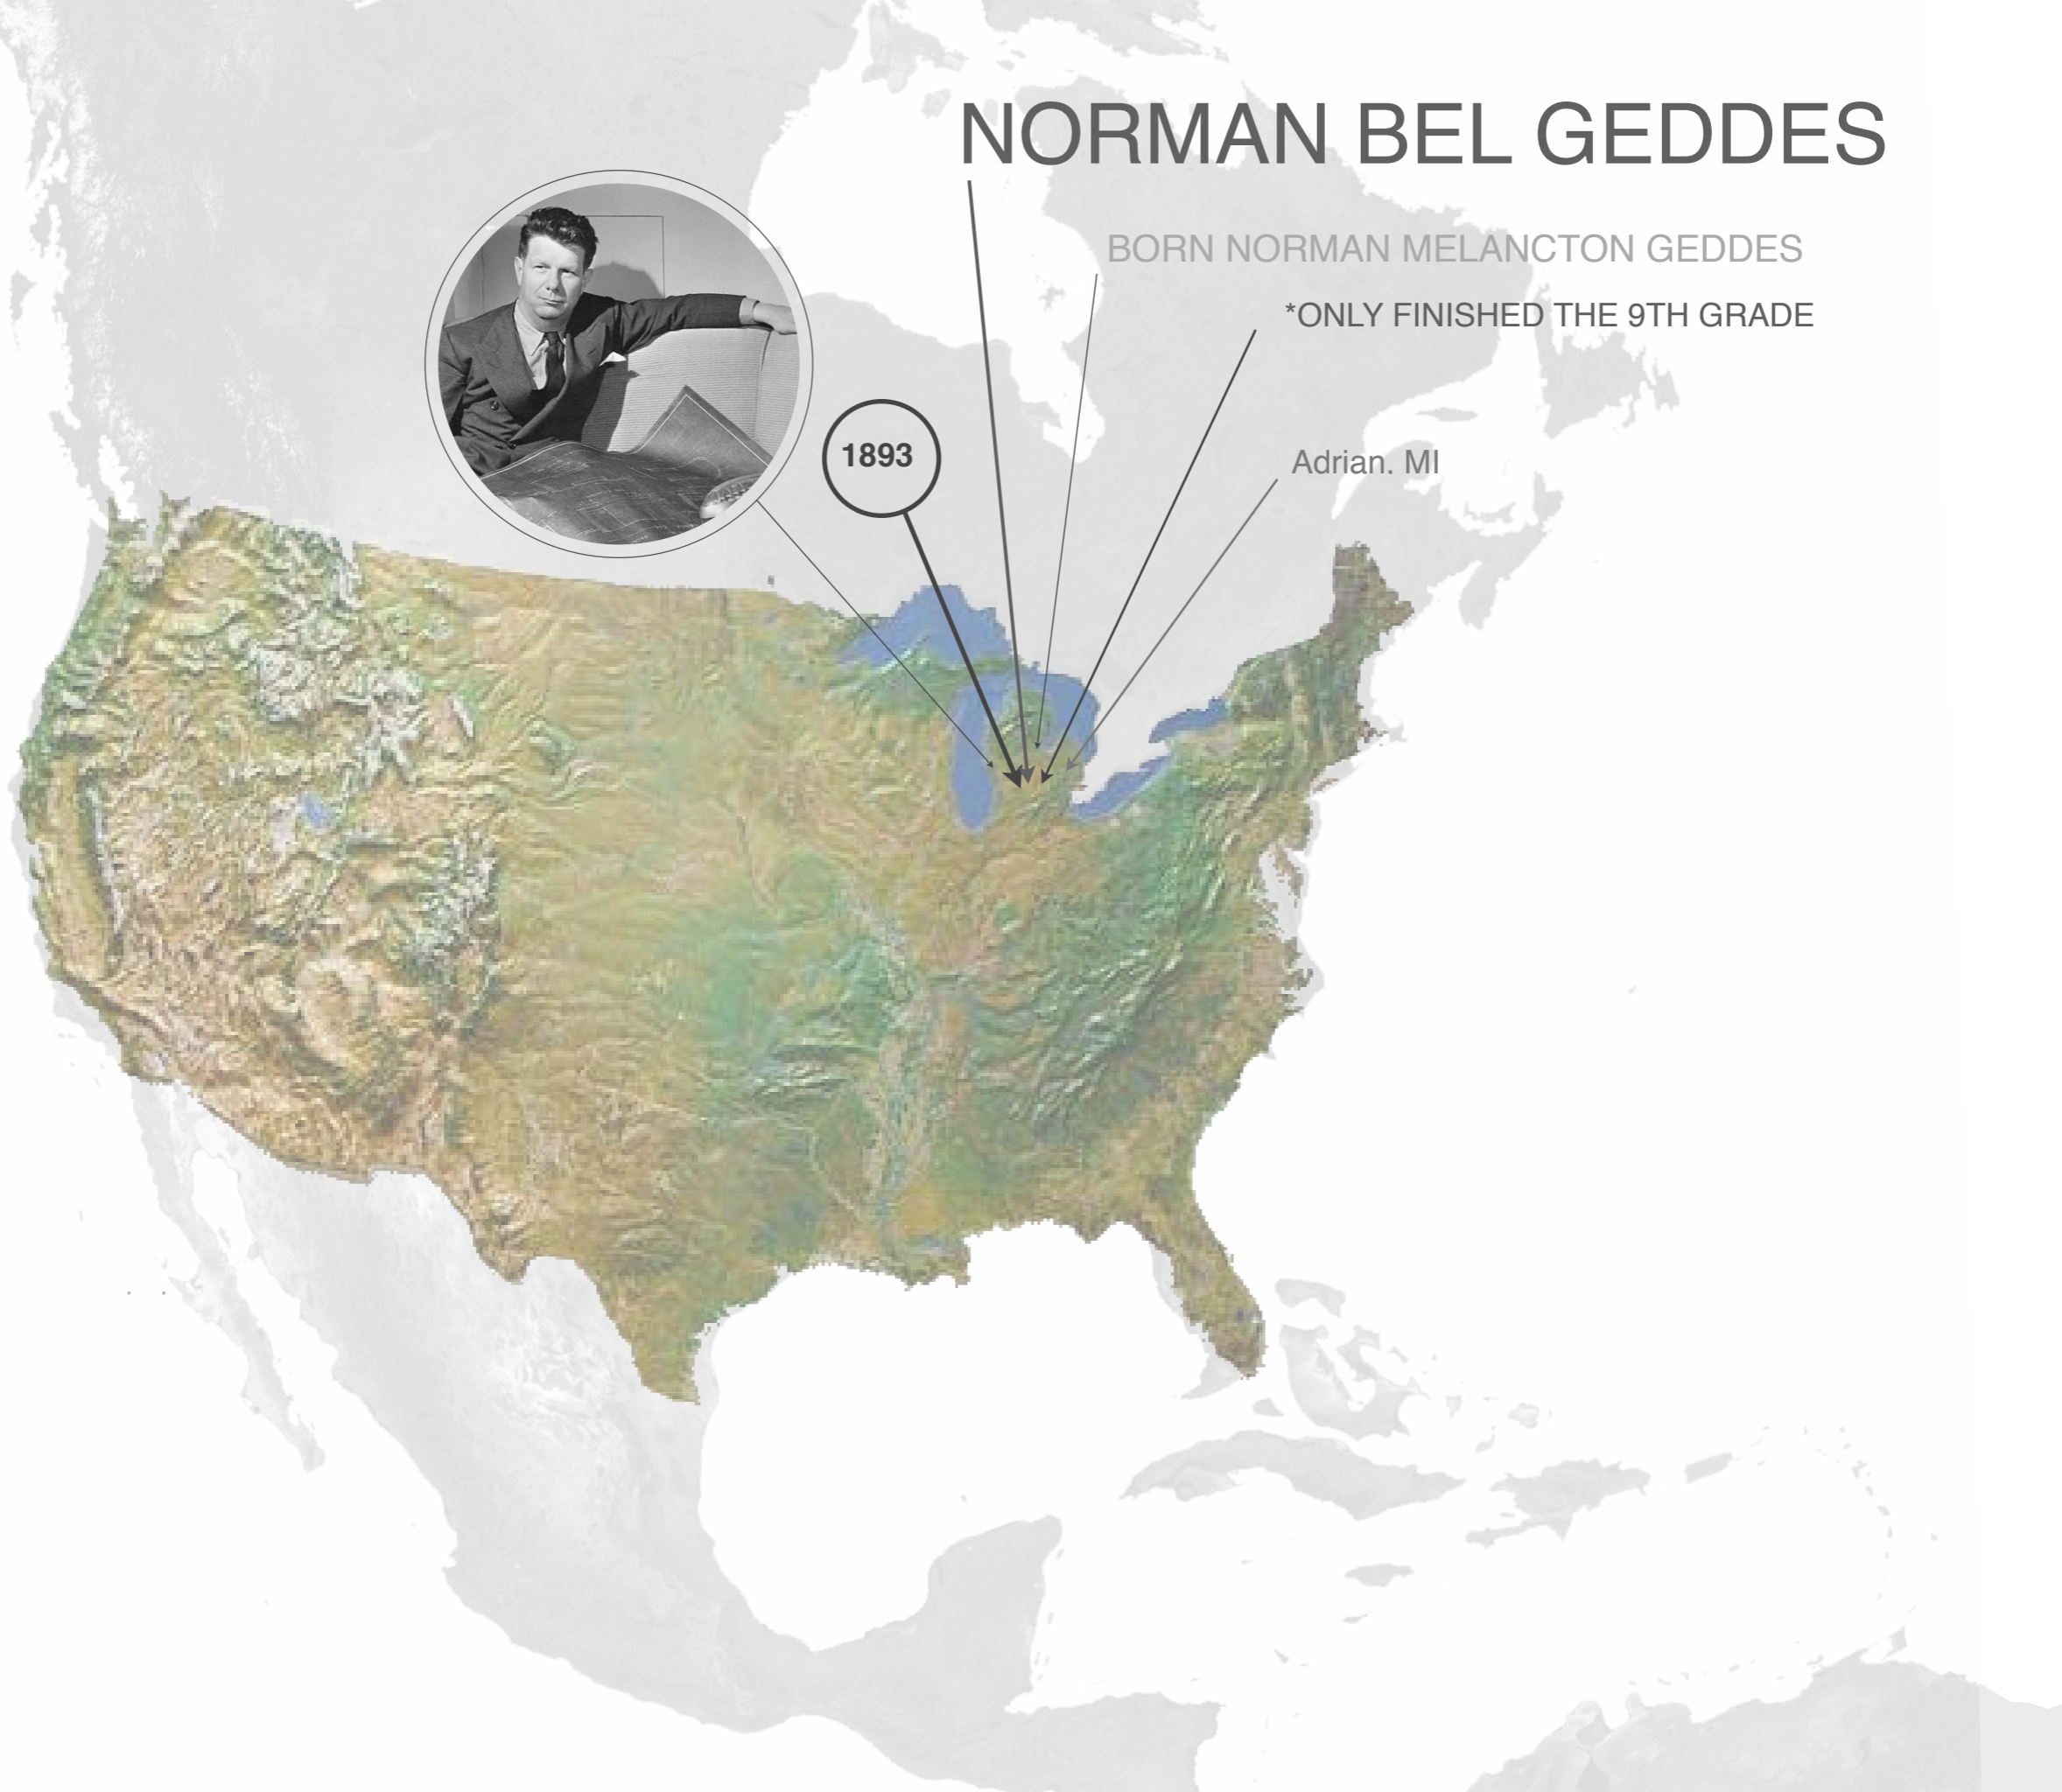 NORMAN BEL GEDDES
BORN NORMAN MELANCTON GEDDES
*ONLY FINISHED THE 9TH GRADE
1893
Adrian. MI